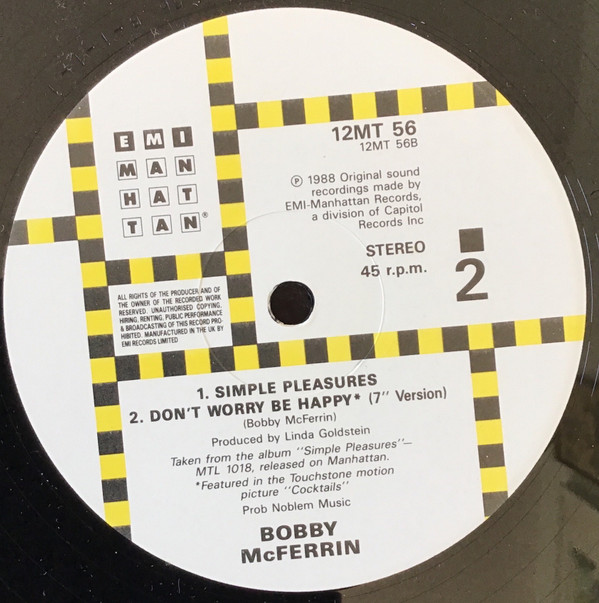 EMI
MAN
HAT
TAN®
12MT 56
12MT 56B
℗ 1988 Original sound
recordings made by
EMI-Manhattan Records,
a division of Capitol
Records Inc
STEREO
45 r.p.m.
2
ALL RIGHTS OF THE PRODUCER AND OF
THE OWNER OF THE RECORDED WORK
RESERVED. UNAUTHORISED COPYING,
HIRING, RENTING, PUBLIC PERFORMANCE
& BROADCASTING OF THIS RECORD PRO-
HIBITED. MANUFACTURED IN THE UK BY
EMI RECORDS LIMITED
1. SIMPLE PLEASURES
2. DON'T WORRY BE HAPPY* (7'' Version)
(Bobby McFerrin)
Produced by Linda Goldstein
Taken from the album ''Simple Pleasures''—
MTL 1018, released on Manhattan.
*Featured in the Touchstone motion
picture ''Cocktails''
Prob Noblem Music
BOBBY
McFERRIN